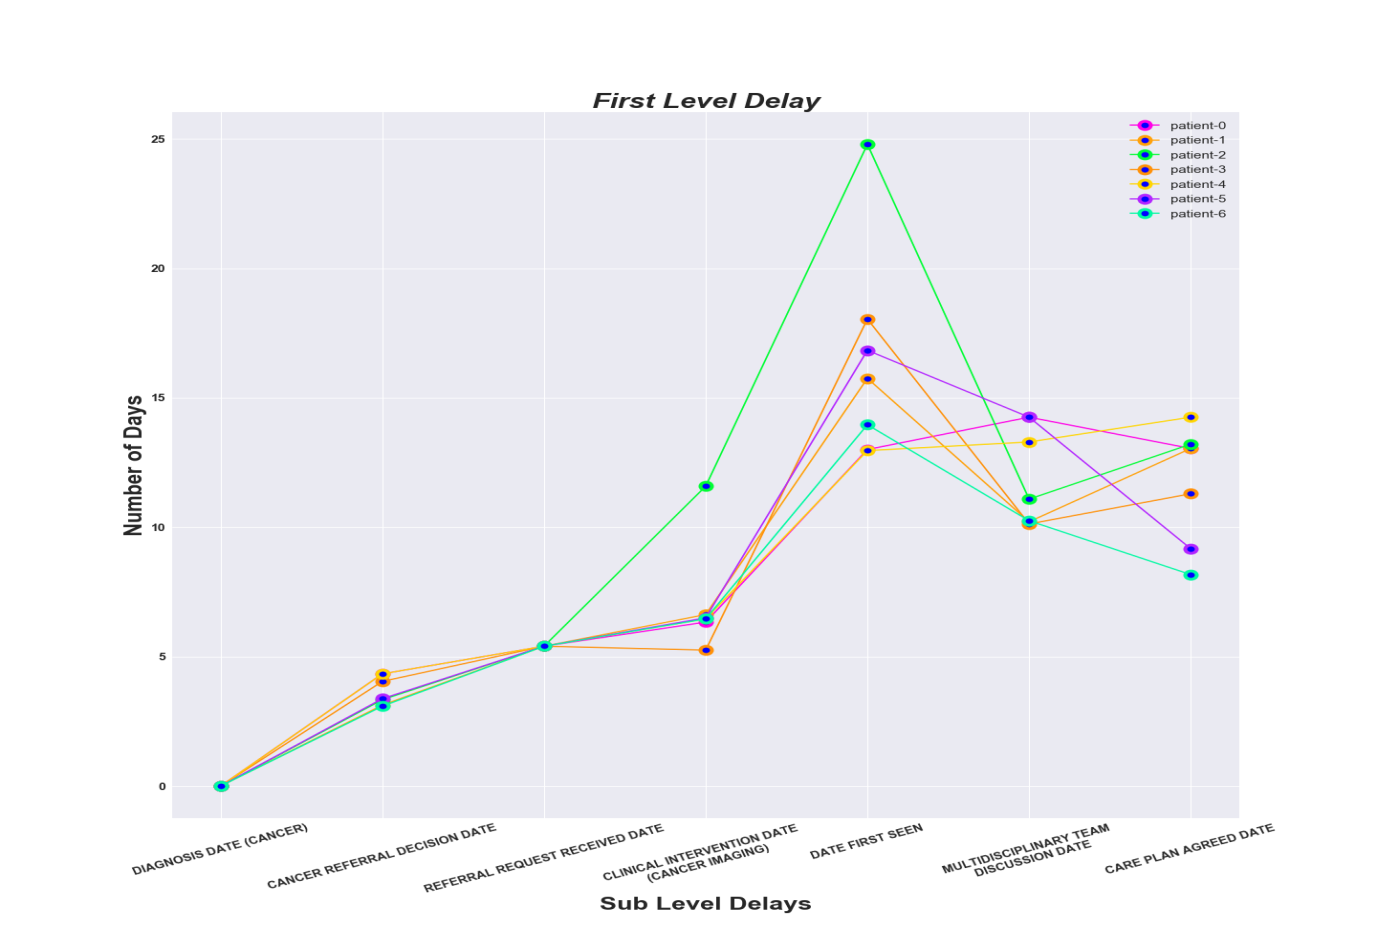 First Level Delay
25
20
15
10
5
0
Number of Days
patient-0
patient-1
patient-2
patient-3
patient-4
patient-5
patient-6
DIAGNOSIS DATE (CANCER)
CANCER REFERRAL DECISION DATE
REFERRAL REQUEST RECEIVED DATE
CLINICAL INTERVENTION DATE
(CANCER IMAGING)
DATE FIRST SEEN
MULTIDISCIPLINARY TEAM
DISCUSSION DATE
CARE PLAN AGREED DATE
Sub Level Delays